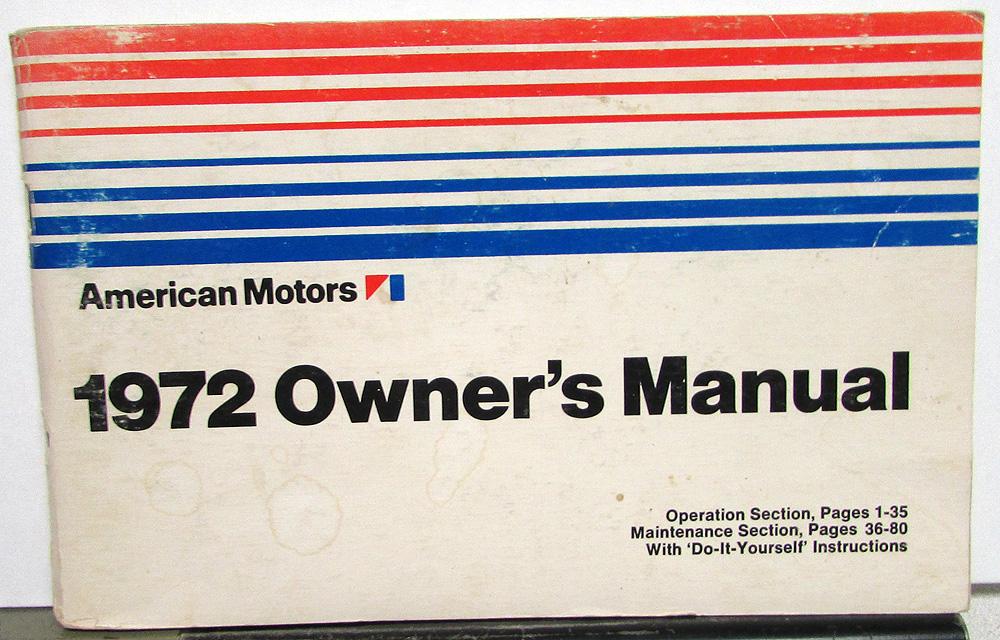 American Motors
1972 Owner's Manual
Operation Section, Pages 1-35
Maintenance Section, Pages 36-80
With 'Do-It-Yourself' Instructions